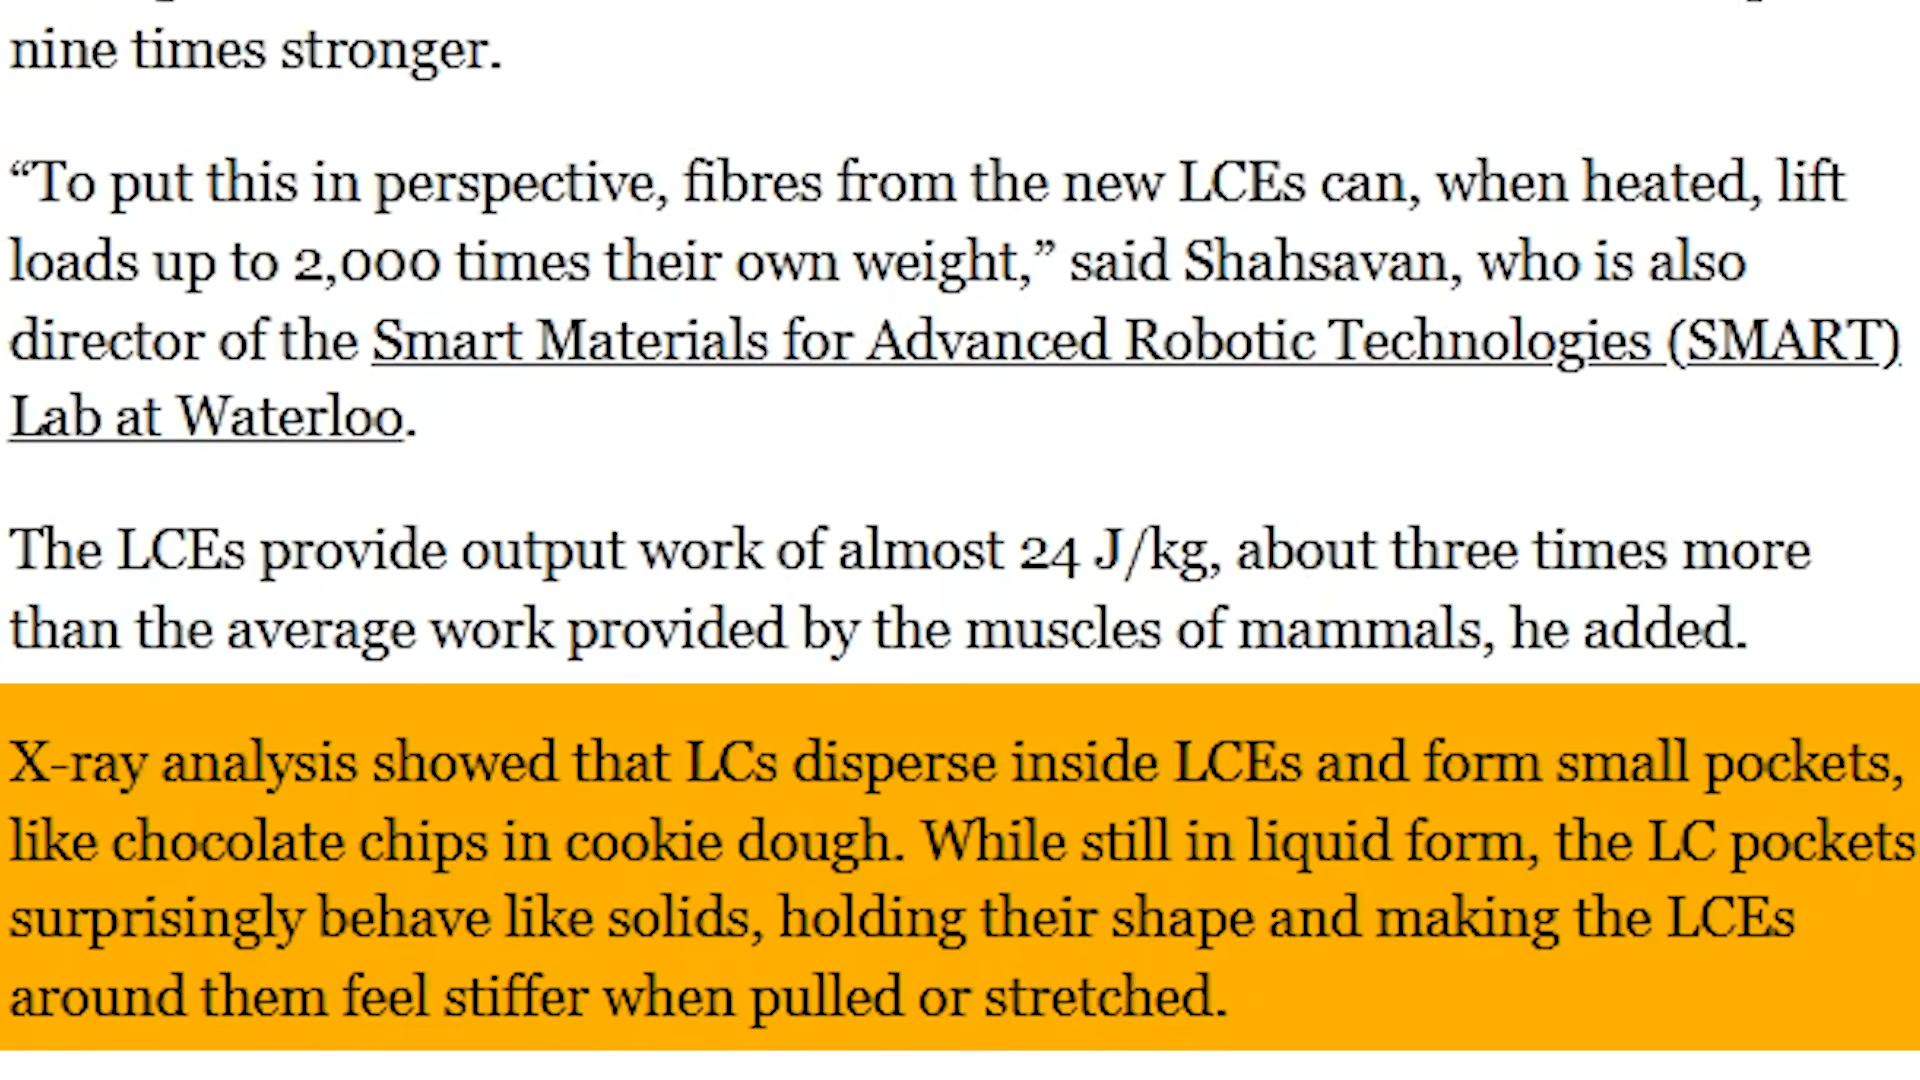 nine times stronger.
“To put this in perspective, fibres from the new LCEs can, when heated, lift
loads up to 2,000 times their own weight,” said Shahsavan, who is also
director of the Smart Materials for Advanced Robotic Technologies (SMART)
Lab at Waterloo.
The LCEs provide output work of almost 24 J/kg, about three times more
than the average work provided by the muscles of mammals, he added.
X-ray analysis showed that LCs disperse inside LCEs and form small pockets,
like chocolate chips in cookie dough. While still in liquid form, the LC pockets
surprisingly behave like solids, holding their shape and making the LCEs
around them feel stiffer when pulled or stretched.